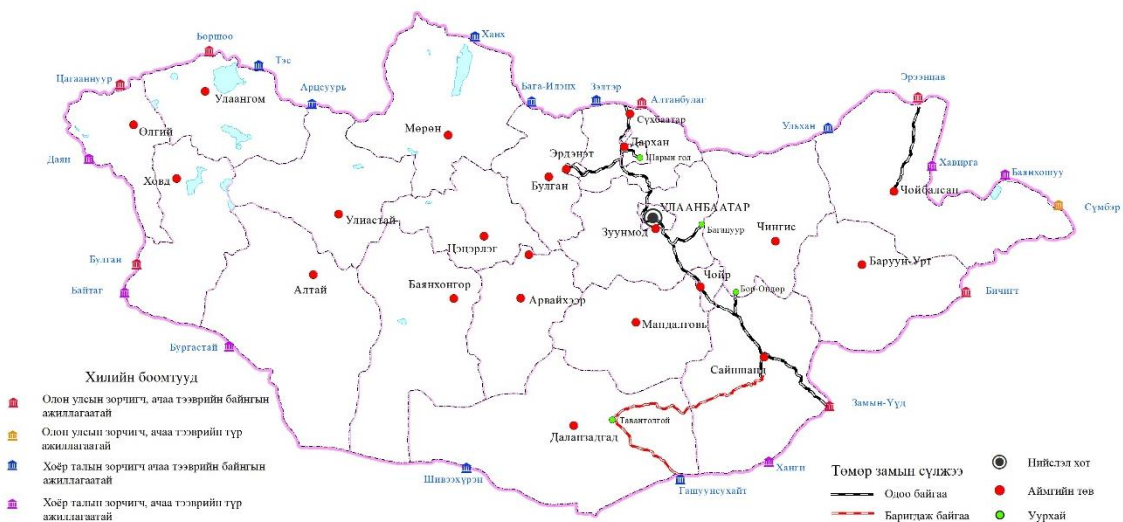 Ханх
Боршоо
Тэс
Цагааннуур
Улаангом
Арцсуурь
Бага-Илэнх
Зэлтэр
Алтанбулаг
Эрээнцав
Сүхбаатар
Ульхан
Өлгий
Мөрөн
Дархан
Шарын гол
Эрдэнэт
Даян
Ховд
Булган
Хавирга
Баянхошуу
Чойбалсан
Сүмбэр
УЛААНБААТАР
Улиастай
Зуунмод
Багануур
Чингис
Цэцэрлэг
Баруун-Урт
Булган
Алтай
Байтаг
Баянхонгор
Арвайхээр
Чойр
Бор-Өндөр
Бичигт
Мандалговь
Бургастай
Сайншанд
Хилийн боомтууд
Олон улсын зорчигч, ачаа тээврийн байнгын
ажиллагаатай
Олон улсын зорчигч, ачаа тээврийн түр
ажиллагаатай
Хоёр талын зорчигч ачаа тээврийн байнгын
ажиллагаатай
Хоёр талын зорчигч, ачаа тээврийн түр
ажиллагаатай
Замын-Үүд
Тавантолгой
Даланзадгад
Шивээхүрэн
Гашуунсухайт
Ханги
Төмөр замын сүлжээ
Одоо байгаа
Баригдаж байгаа
Нийслэл хот
Аймгийн төв
Уурхай